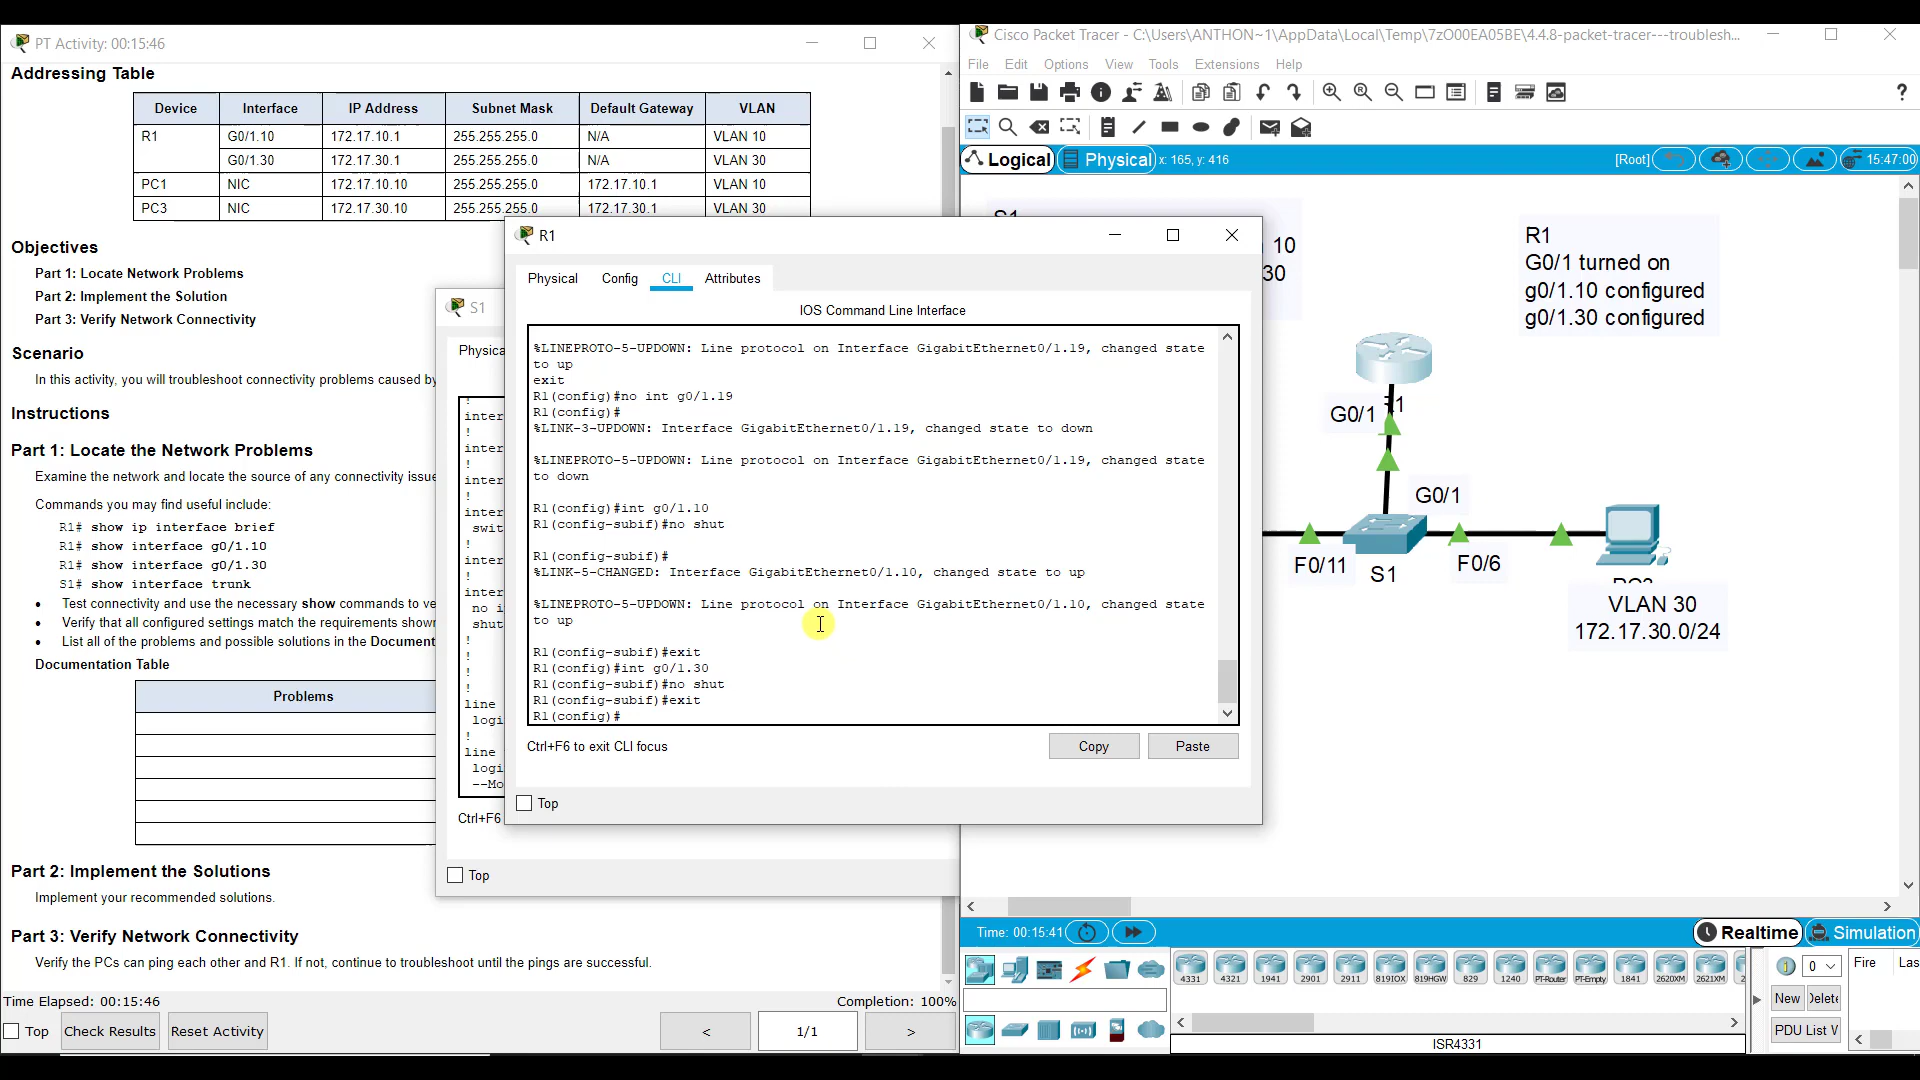 PT Activity: 00:15:46
Addressing Table
Device Interface IP Address Subnet Mask Default Gateway VLAN
R1 G0/1.10 172.17.10.1 255.255.255.0 N/A VLAN 10
G0/1.30 172.17.30.1 255.255.255.0 N/A VLAN 30
PC1 NIC 172.17.10.10 255.255.255.0 172.17.10.1 VLAN 10
PC3 NIC 172.17.30.10 255.255.255.0 172.17.30.1 VLAN 30
Objectives
Part 1: Locate Network Problems
Part 2: Implement the Solution
Part 3: Verify Network Connectivity
Scenario
In this activity, you will troubleshoot connectivity problems caused by
Instructions
Part 1: Locate the Network Problems
Examine the network and locate the source of any connectivity issue
Commands you may find useful include:
R1# show ip interface brief
R1# show interface g0/1.10
R1# show interface g0/1.30
S1# show interface trunk
• Test connectivity and use the necessary show commands to ve
• Verify that all configured settings match the requirements shown
• List all of the problems and possible solutions in the Document
Documentation Table
Problems
Part 2: Implement the Solutions
Implement your recommended solutions.
Part 3: Verify Network Connectivity
Verify the PCs can ping each other and R1. If not, continue to troubleshoot until the pings are successful.
Time Elapsed: 00:15:46
Completion: 100%
Top
Check Results
Reset Activity
<
1/1
>
S1
Physica
!
inter
!
inter
!
inter
!
inter
swit
!
inter
!
inter
no i
shut
!
!
!
!
line
logi
!
line
logi
--Mo
Ctrl+F6
Top
R1
Physical Config CLI Attributes
IOS Command Line Interface
%LINEPROTO-5-UPDOWN: Line protocol on Interface GigabitEthernet0/1.19, changed state
to up
exit
R1(config)#no int g0/1.19
R1(config)#
%LINK-3-UPDOWN: Interface GigabitEthernet0/1.19, changed state to down
%LINEPROTO-5-UPDOWN: Line protocol on Interface GigabitEthernet0/1.19, changed state
to down
R1(config)#int g0/1.10
R1(config-subif)#no shut
R1(config-subif)#
%LINK-5-CHANGED: Interface GigabitEthernet0/1.10, changed state to up
%LINEPROTO-5-UPDOWN: Line protocol on Interface GigabitEthernet0/1.10, changed state
to up
R1(config-subif)#exit
R1(config)#int g0/1.30
R1(config-subif)#no shut
R1(config-subif)#exit
R1(config)#
Ctrl+F6 to exit CLI focus
Copy
Paste
Top
Cisco Packet Tracer - C:\Users\ANTHON~1\AppData\Local\Temp\7zO00EA05BE\4.4.8-packet-tracer---troublesh...
File Edit Options View Tools Extensions Help
?
Logical
Physical
x: 165, y: 416
[Root]
15:47:00
10
30
R1
G0/1 turned on
g0/1.10 configured
g0/1.30 configured
G0/1
G0/1
F0/11
S1
F0/6
VLAN 30
172.17.30.0/24
Time: 00:15:41
Realtime
Simulation
4331 4321 1941 2901 2911 819IOX 819HGW 829 1240 PT-Router PT-Empty 1841 2620XM 2621XM
ISR4331
0
Fire
Las
New
Delete
PDU List W